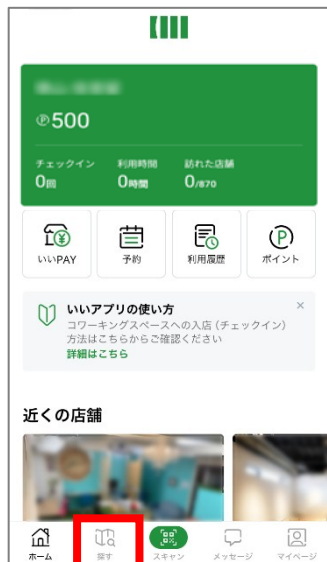 Ⓟ500
チェックイン 利用時間 訪れた店舗
0回 0時間 0/870
いいPAY 予約 利用履歴 ポイント
いいアプリの使い方 ×
コワーキングスペースへの入店（チェックイン）
方法はこちらからご確認ください
詳細はこちら
近くの店舗
ホーム 探す スキャン メッセージ マイページ